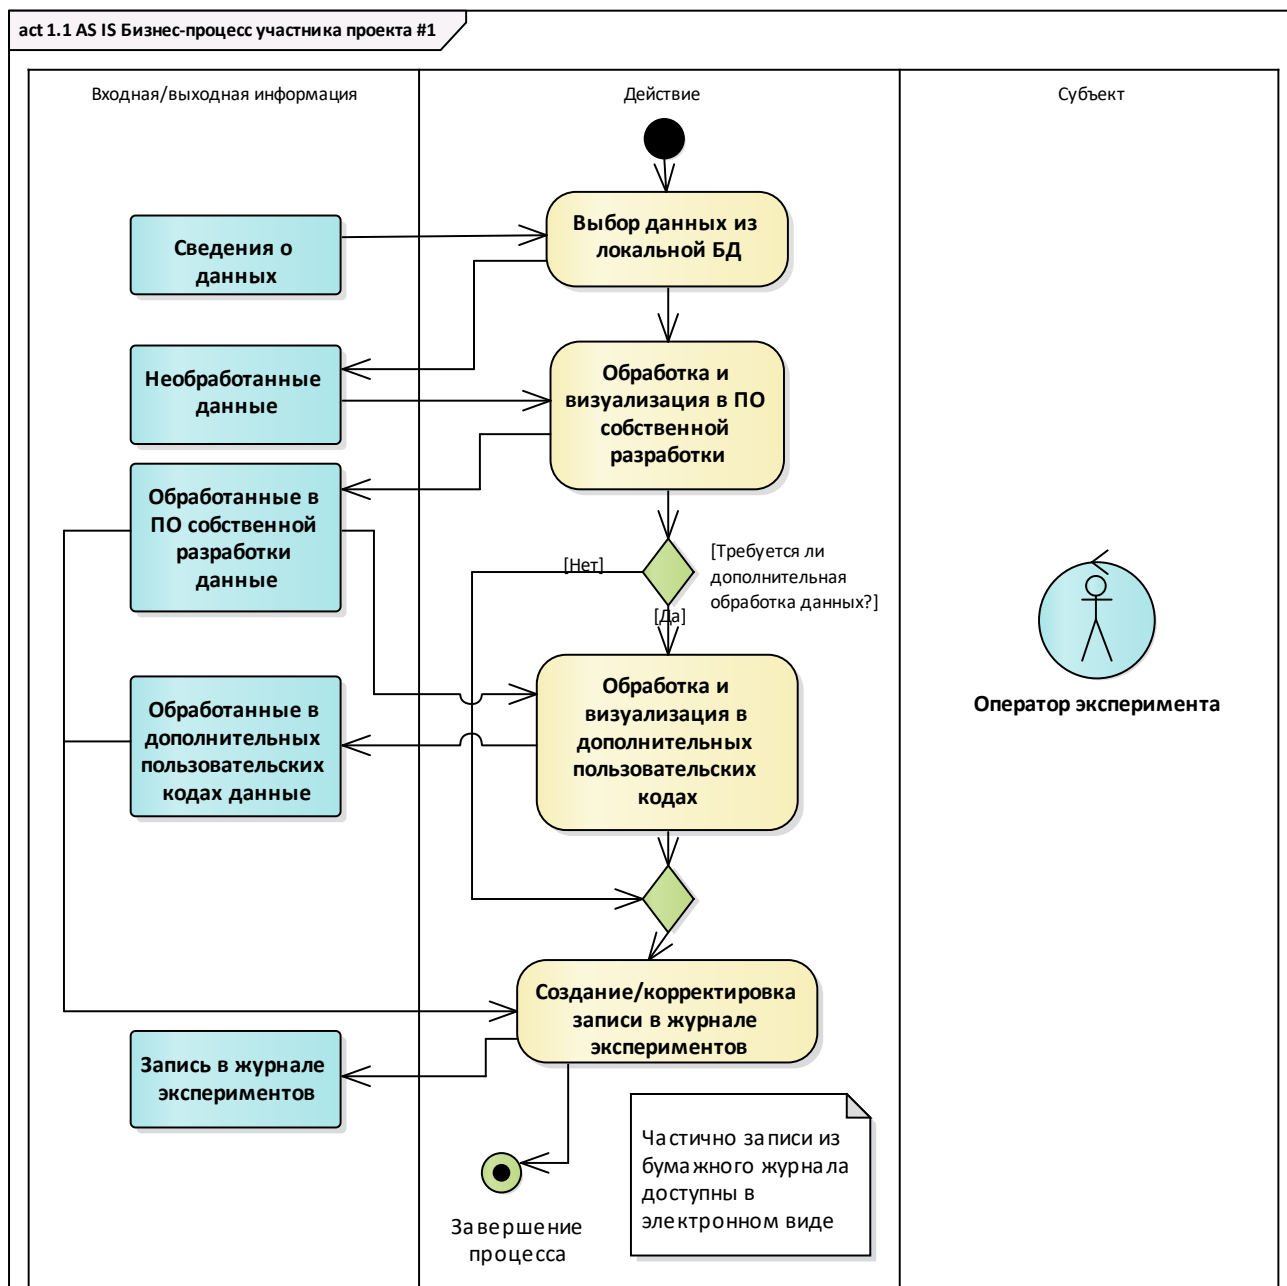 act 1.1 AS IS Бизнес-процесс участника проекта #1
Входная/выходная информация
Действие
Субъект
Сведения о
данных
Выбор данных из
локальной БД
Необработанные
данные
Обработка и
визуализация в ПО
собственной
разработки
Обработанные в
ПО собственной
разработки
данные
[Нет]
[Требуется ли
дополнительная
обработка данных?]
[Да]
Оператор эксперимента
Обработанные в
дополнительных
пользовательских
кодах данные
Обработка и
визуализация в
дополнительных
пользовательских
кодах
Создание/корректировка
записи в журнале
экспериментов
Запись в журнале
экспериментов
Частично записи из
бумажного журнала
доступны в
электронном виде
Завершение
процесса